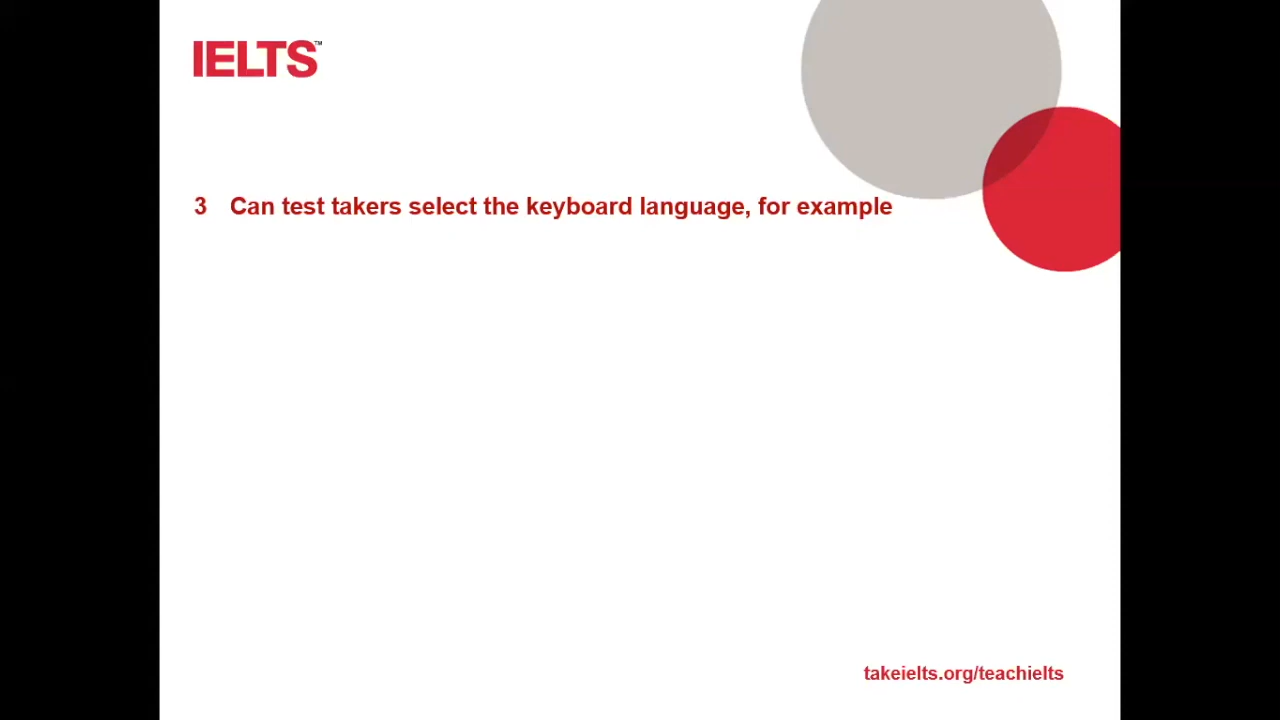 IELTS™
3 Can test takers select the keyboard language, for example
takeielts.org/teachielts